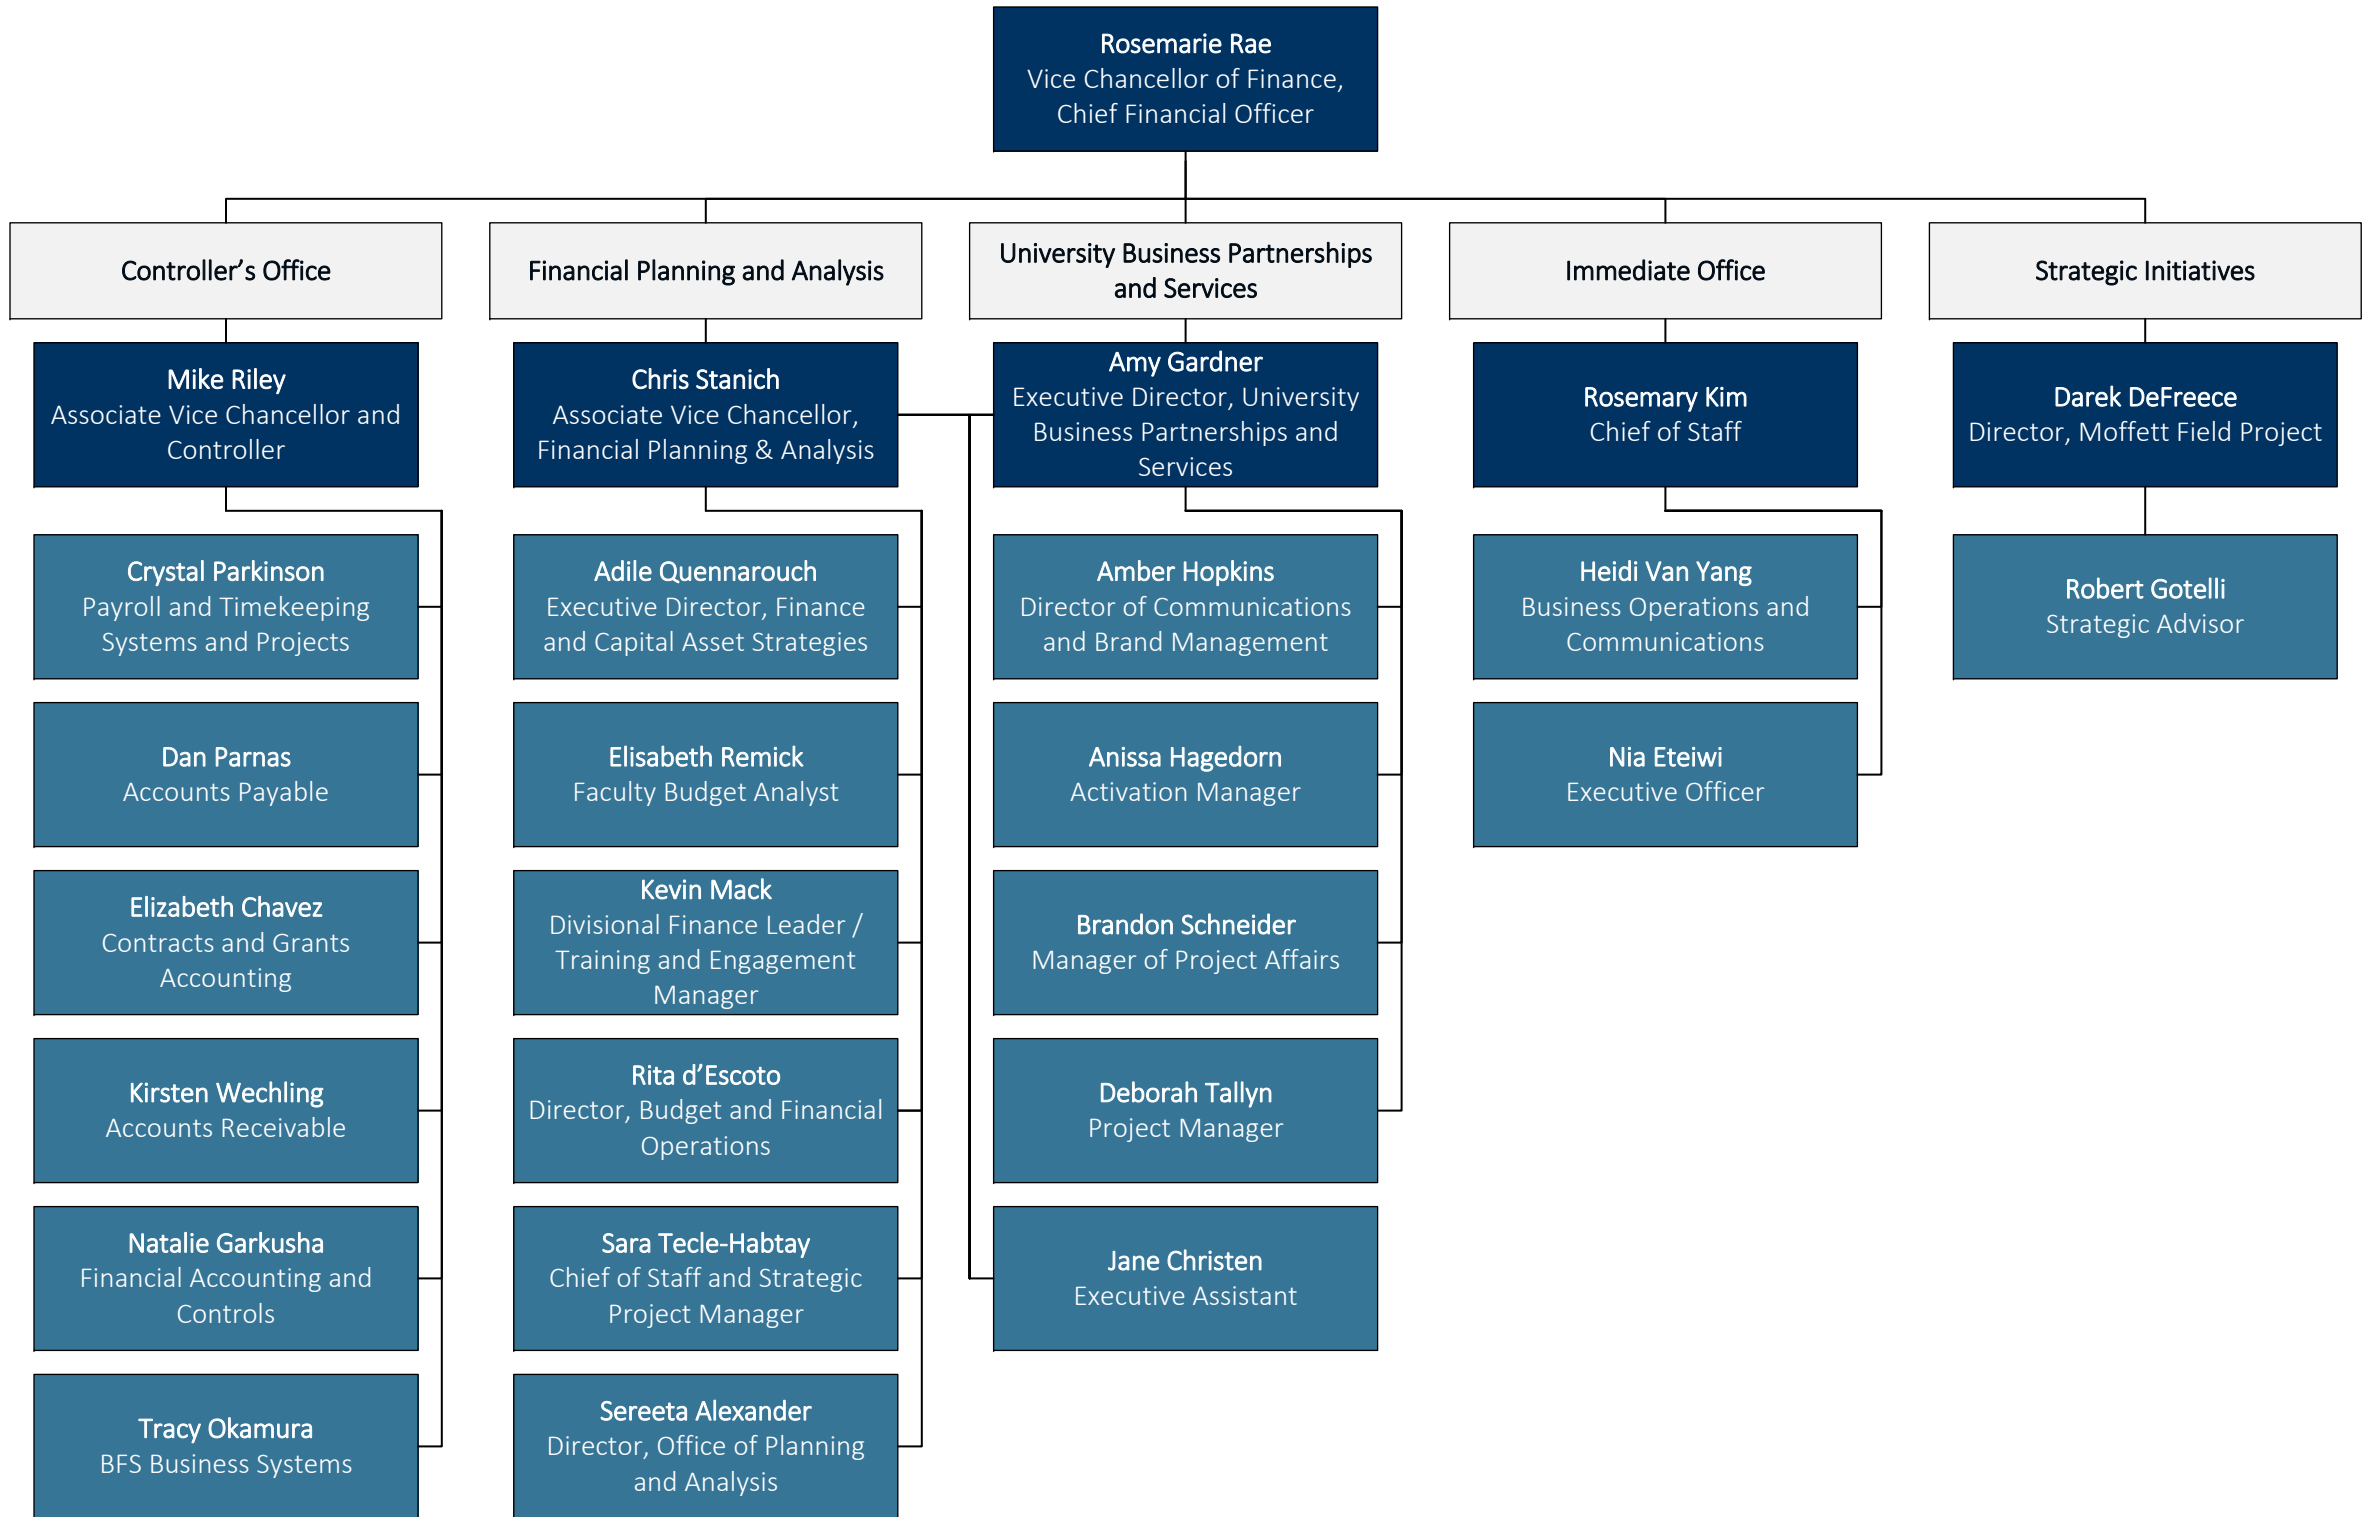 Rosemarie Rae
Vice Chancellor of Finance,
Chief Financial Officer
Controller’s Office
Financial Planning and Analysis
University Business Partnerships
and Services
Immediate Office
Strategic Initiatives
Mike Riley
Associate Vice Chancellor and
Controller
Chris Stanich
Associate Vice Chancellor,
Financial Planning & Analysis
Amy Gardner
Executive Director, University
Business Partnerships and
Services
Rosemary Kim
Chief of Staff
Darek DeFreece
Director, Moffett Field Project
Crystal Parkinson
Payroll and Timekeeping
Systems and Projects
Adile Quennarouch
Executive Director, Finance
and Capital Asset Strategies
Amber Hopkins
Director of Communications
and Brand Management
Heidi Van Yang
Business Operations and
Communications
Robert Gotelli
Strategic Advisor
Dan Parnas
Accounts Payable
Elisabeth Remick
Faculty Budget Analyst
Anissa Hagedorn
Activation Manager
Nia Eteiwi
Executive Officer
Elizabeth Chavez
Contracts and Grants
Accounting
Kevin Mack
Divisional Finance Leader /
Training and Engagement
Manager
Brandon Schneider
Manager of Project Affairs
Kirsten Wechling
Accounts Receivable
Rita d’Escoto
Director, Budget and Financial
Operations
Deborah Tallyn
Project Manager
Natalie Garkusha
Financial Accounting and
Controls
Sara Tecle-Habtay
Chief of Staff and Strategic
Project Manager
Jane Christen
Executive Assistant
Tracy Okamura
BFS Business Systems
Sereeta Alexander
Director, Office of Planning
and Analysis